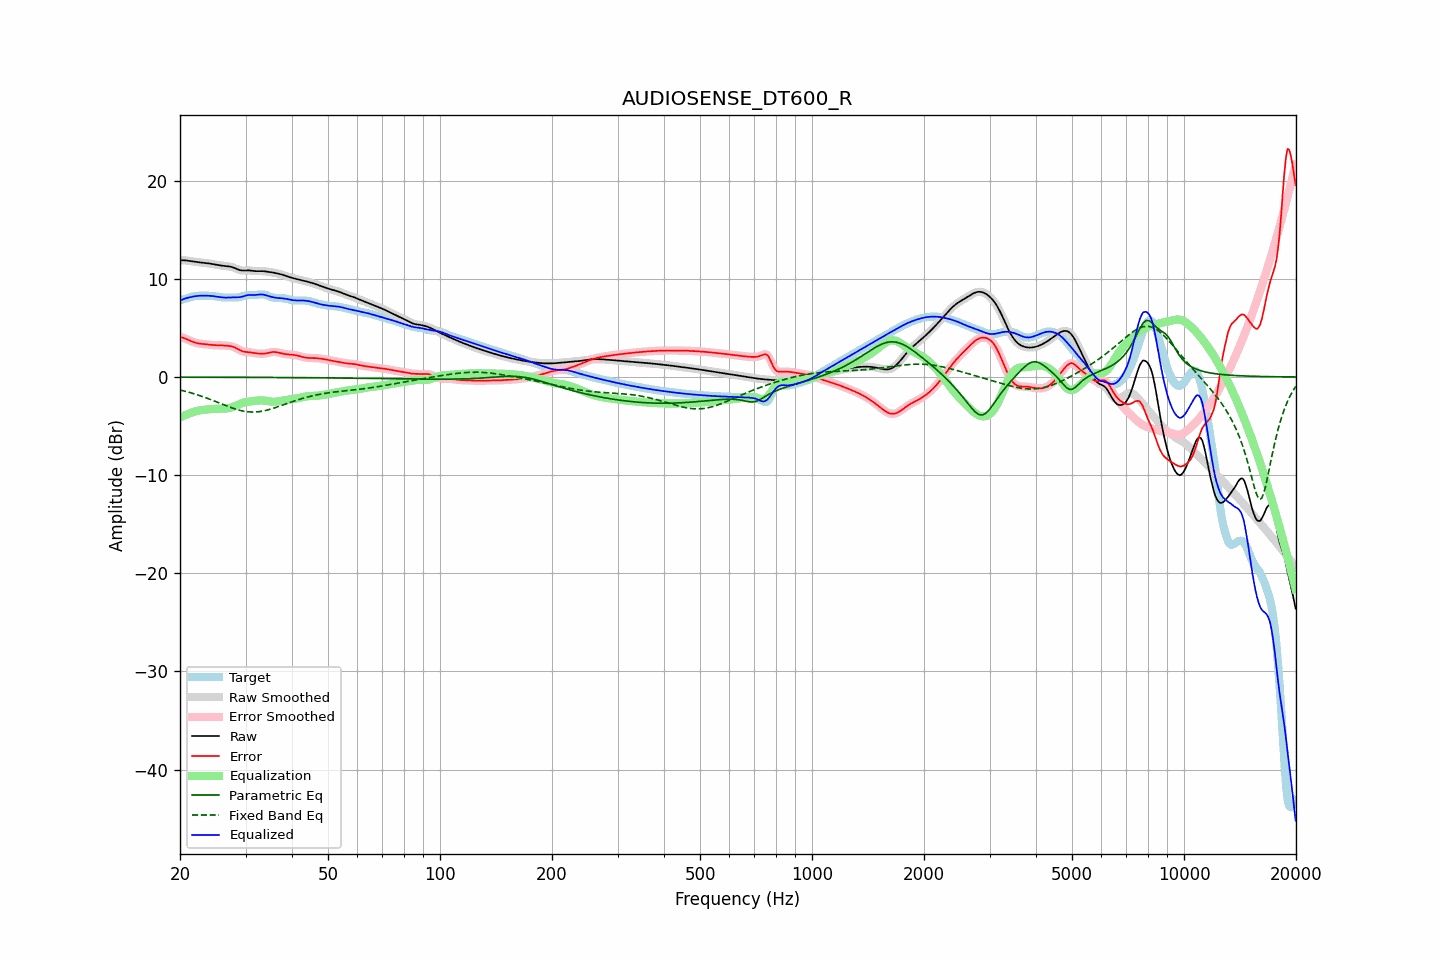 AUDIOSENSE_DT600_R
Amplitude (dBr)
20
10
0
−10
−20
−30
−40
Target
Raw Smoothed
Error Smoothed
Raw
Error
Equalization
Parametric Eq
Fixed Band Eq
Equalized
20 50 100 200 500 1000 2000 5000 10000 20000
Frequency (Hz)